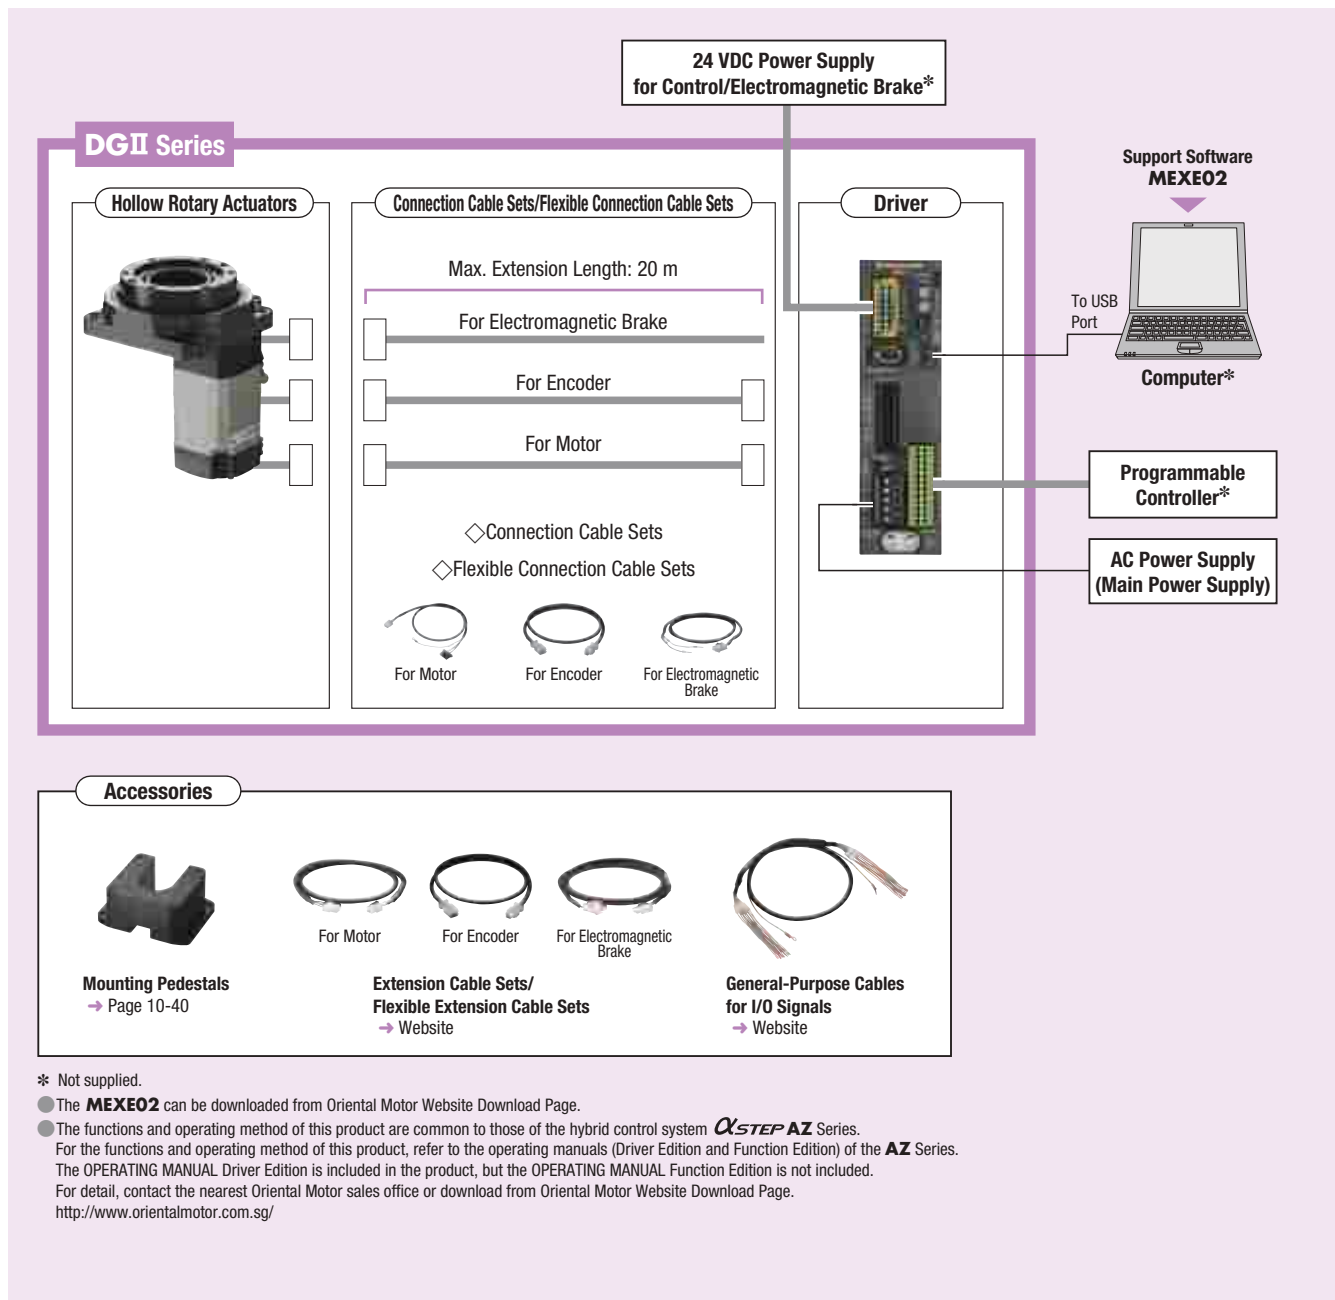 24 VDC Power Supply
for Control/Electromagnetic Brake*
DGII Series
Support Software
MEXE02
Hollow Rotary Actuators
Connection Cable Sets/Flexible Connection Cable Sets
Driver
Max. Extension Length: 20 m
To USB
Port
For Electromagnetic Brake
Computer*
For Encoder
For Motor
Programmable
Controller*
◇Connection Cable Sets
AC Power Supply
(Main Power Supply)
◇Flexible Connection Cable Sets
For Motor
For Encoder
For Electromagnetic
Brake
Accessories
For Motor
For Encoder
For Electromagnetic
Brake
Mounting Pedestals
➜ Page 10-40
Extension Cable Sets/
Flexible Extension Cable Sets
➜ Website
General-Purpose Cables
for I/O Signals
➜ Website
* Not supplied.
●The MEXE02 can be downloaded from Oriental Motor Website Download Page.
●The functions and operating method of this product are common to those of the hybrid control system αSTEP AZ Series.
For the functions and operating method of this product, refer to the operating manuals (Driver Edition and Function Edition) of the AZ Series.
The OPERATING MANUAL Driver Edition is included in the product, but the OPERATING MANUAL Function Edition is not included.
For detail, contact the nearest Oriental Motor sales office or download from Oriental Motor Website Download Page.
http://www.orientalmotor.com.sg/